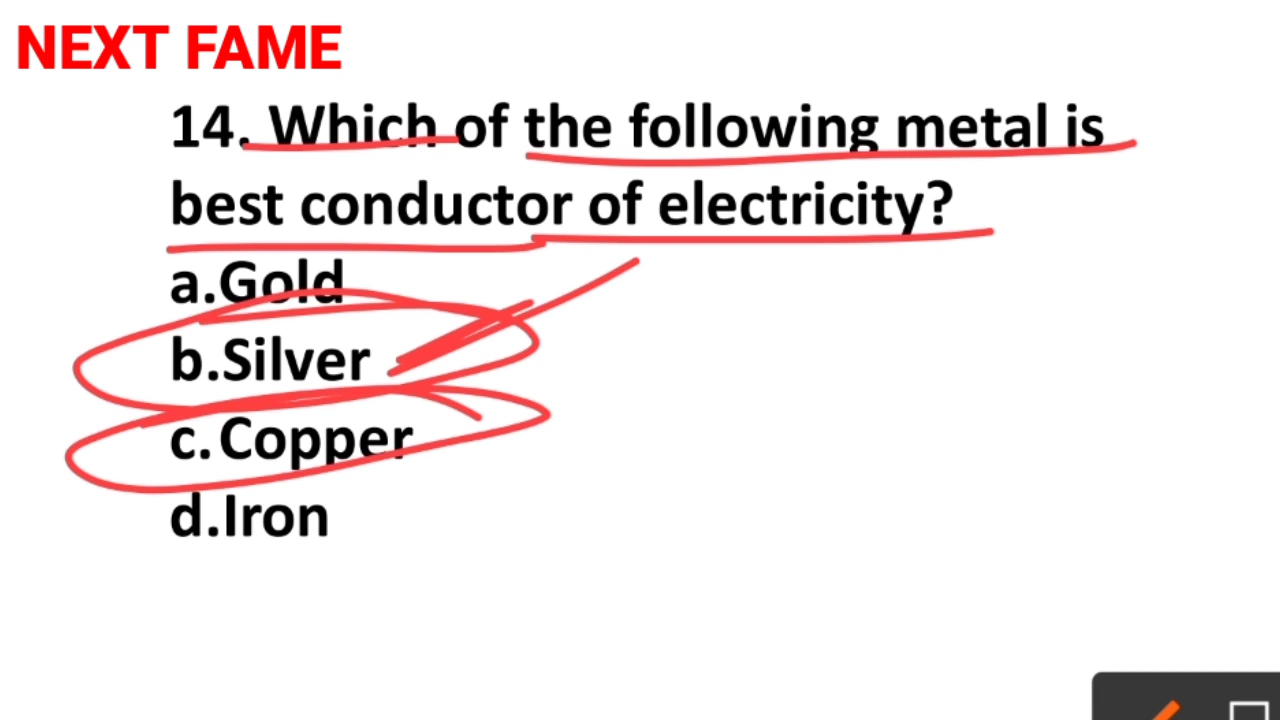 NEXT FAME
14. Which of the following metal is
best conductor of electricity?
a.Gold
b.Silver
c.Copper
d.Iron